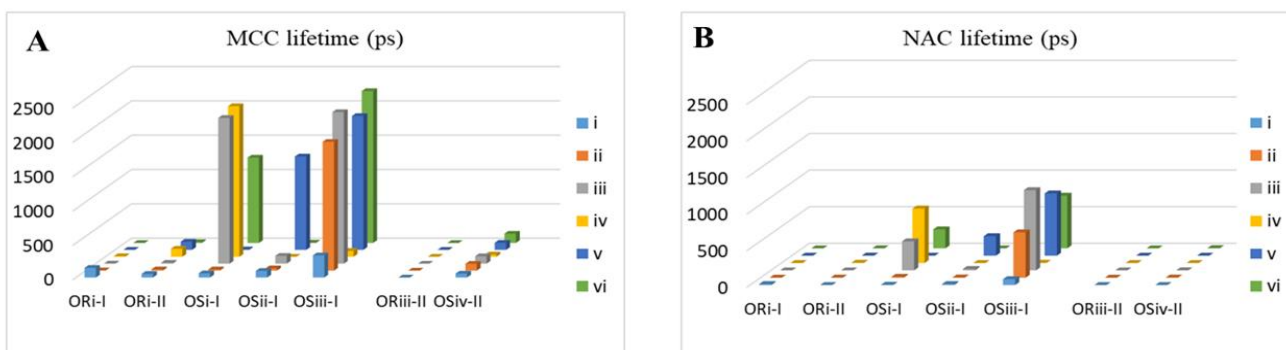 A
MCC lifetime (ps)
2500
2000
1500
1000
500
0
ORi-I
ORi-II
OSi-I
OSii-I
OSiii-I
ORiii-II
OSiv-II
i
ii
iii
iv
v
vi
B
NAC lifetime (ps)
2500
2000
1500
1000
500
0
ORi-I
ORi-II
OSi-I
OSii-I
OSiii-I
ORiii-II
OSiv-II
i
ii
iii
iv
v
vi